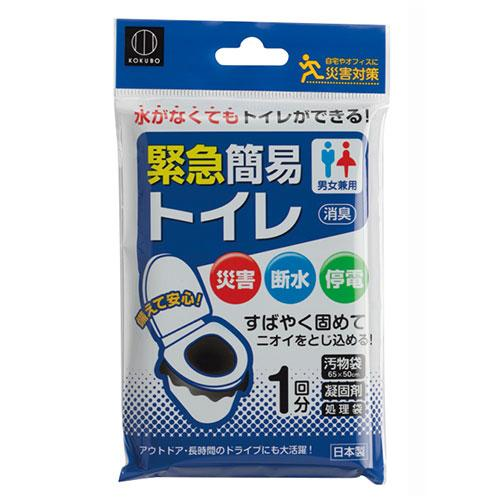 KOKUBO
自宅やオフィスに
災害対策
水がなくてもトイレができる!
緊急簡易
トイレ
男女兼用
消臭
災害
断水
停電
備えて安心!
すばやく固めて
ニオイをとじ込める!
1回分
汚物袋
65×50cm
凝固剤
処理袋
アウトドア・長時間のドライブにも大活躍!
日本製